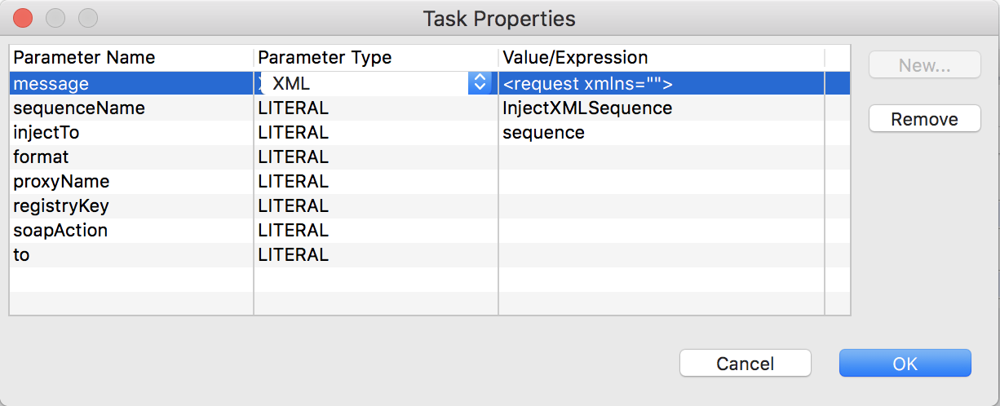 Task Properties
Parameter Name Parameter Type Value/Expression
message XML <request xmlns="">
sequenceName LITERAL InjectXMLSequence
injectTo LITERAL sequence
format LITERAL
proxyName LITERAL
registryKey LITERAL
soapAction LITERAL
to LITERAL
New...
Remove
Cancel OK